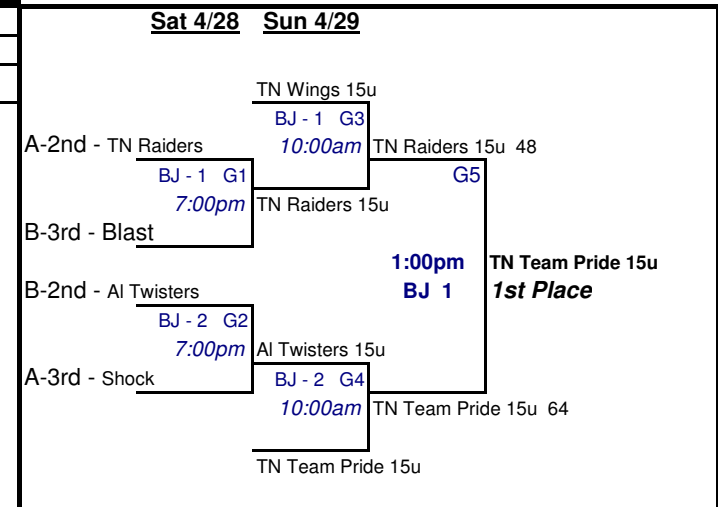 Sat 4/28 Sun 4/29
TN Wings 15u
BJ - 1 G3
A-2nd - TN Raiders 10:00am TN Raiders 15u 48
BJ - 1 G1 G5
7:00pm TN Raiders 15u
B-3rd - Blast
1:00pm TN Team Pride 15u
B-2nd - Al Twisters BJ 1 1st Place
BJ - 2 G2
7:00pm Al Twisters 15u
A-3rd - Shock BJ - 2 G4
10:00am TN Team Pride 15u 64
TN Team Pride 15u